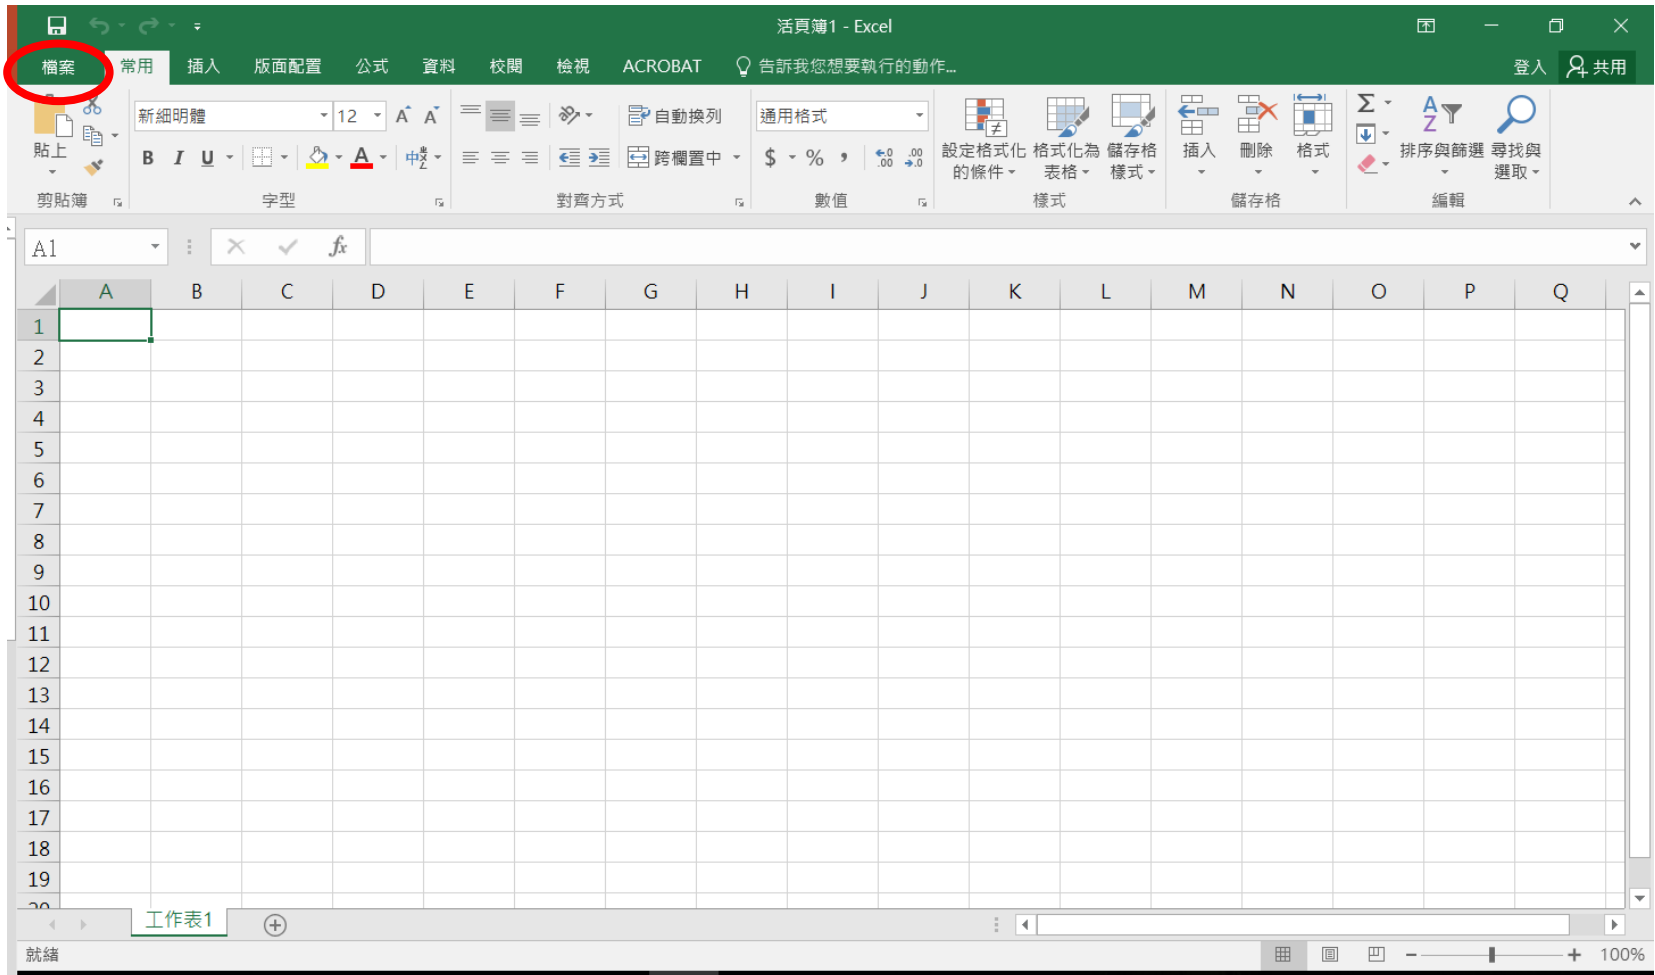 活頁簿1 - Excel
檔案 常用 插入 版面配置 公式 資料 校閱 檢視 ACROBAT 告訴我您想要執行的動作... 登入 共用
新細明體 12 自動換列 通用格式
貼上 B I U A 中 跨欄置中 $ % , .0 .00 .00 .0
設定格式化的條件 格式化為表格 儲存格樣式 插入 刪除 格式 Σ 排序與篩選 尋找與選取
剪貼簿 字型 對齊方式 數值 樣式 儲存格 編輯
A1 fx
A B C D E F G H I J K L M N O P Q
1
2
3
4
5
6
7
8
9
10
11
12
13
14
15
16
17
18
19
20
工作表1
就緒 100%